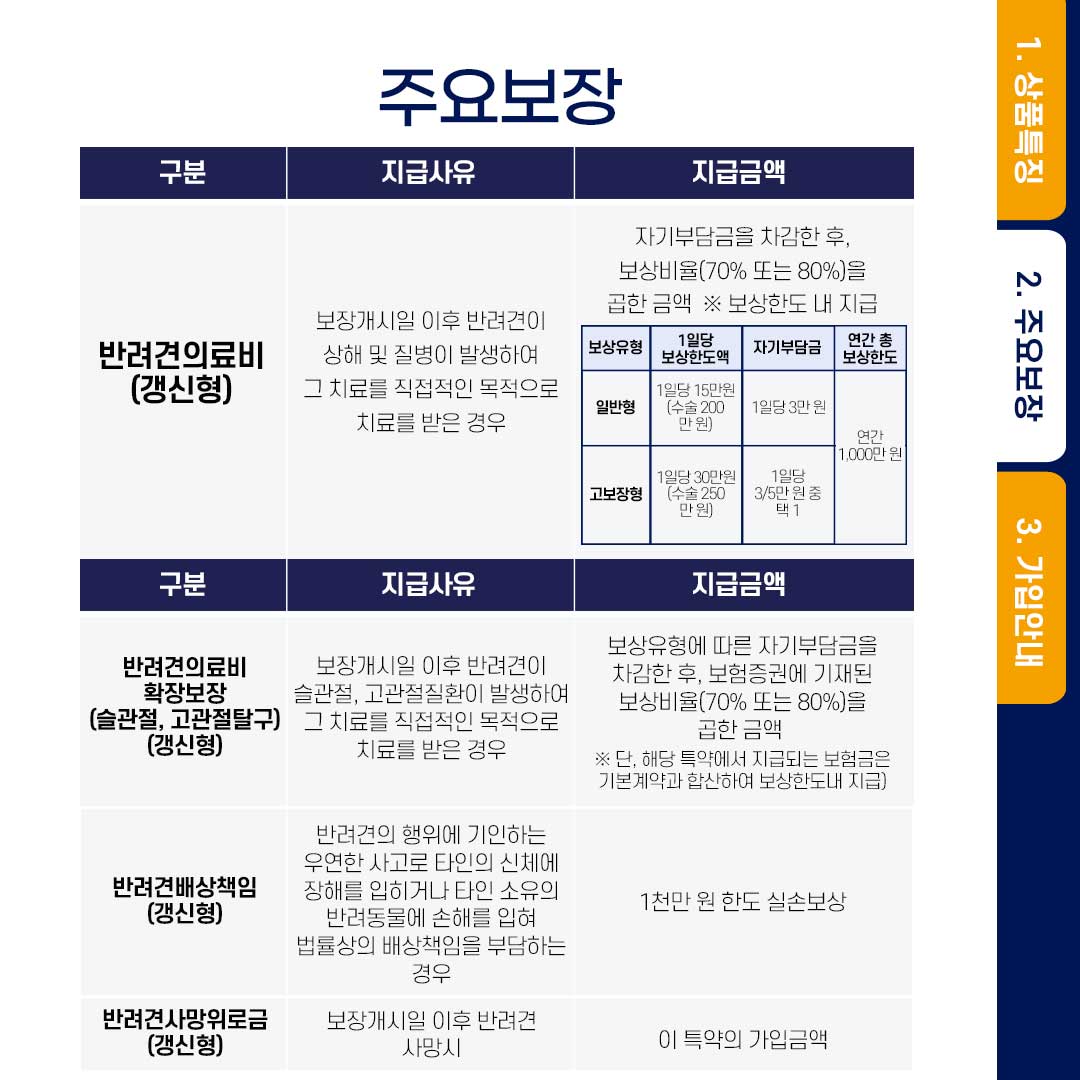 주요보장
구분 지급사유 지급금액
반려견의료비
(갱신형)
보장개시일 이후 반려견이
상해 및 질병이 발생하여
그 치료를 직접적인 목적으로
치료를 받은 경우
자기부담금을 차감한 후,
보상비율(70% 또는 80%)을
곱한 금액 ※ 보상한도 내 지급
보상유형
1일당
보상한도액
자기부담금
연간 총
보상한도
일반형
1일당 15만원
(수술 200
만 원)
1일당 3만 원
연간
1,000만 원
고보장형
1일당 30만원
(수술 250
만 원)
1일당
3/5만 원 중
택 1
구분 지급사유 지급금액
반려견의료비
확장보장
(슬관절, 고관절탈구)
(갱신형)
보장개시일 이후 반려견이
슬관절, 고관절질환이 발생하여
그 치료를 직접적인 목적으로
치료를 받은 경우
보상유형에 따른 자기부담금을
차감한 후, 보험증권에 기재된
보상비율(70% 또는 80%)을
곱한 금액
※ 단, 해당 특약에서 지급되는 보험금은
기본계약과 합산하여 보상한도내 지급)
반려견배상책임
(갱신형)
반려견의 행위에 기인하는
우연한 사고로 타인의 신체에
장해를 입히거나 타인 소유의
반려동물에 손해를 입혀
법률상의 배상책임을 부담하는
경우
1천만 원 한도 실손보상
반려견사망위로금
(갱신형)
보장개시일 이후 반려견
사망시
이 특약의 가입금액
1. 상품특징
2. 주요보장
3. 가입안내